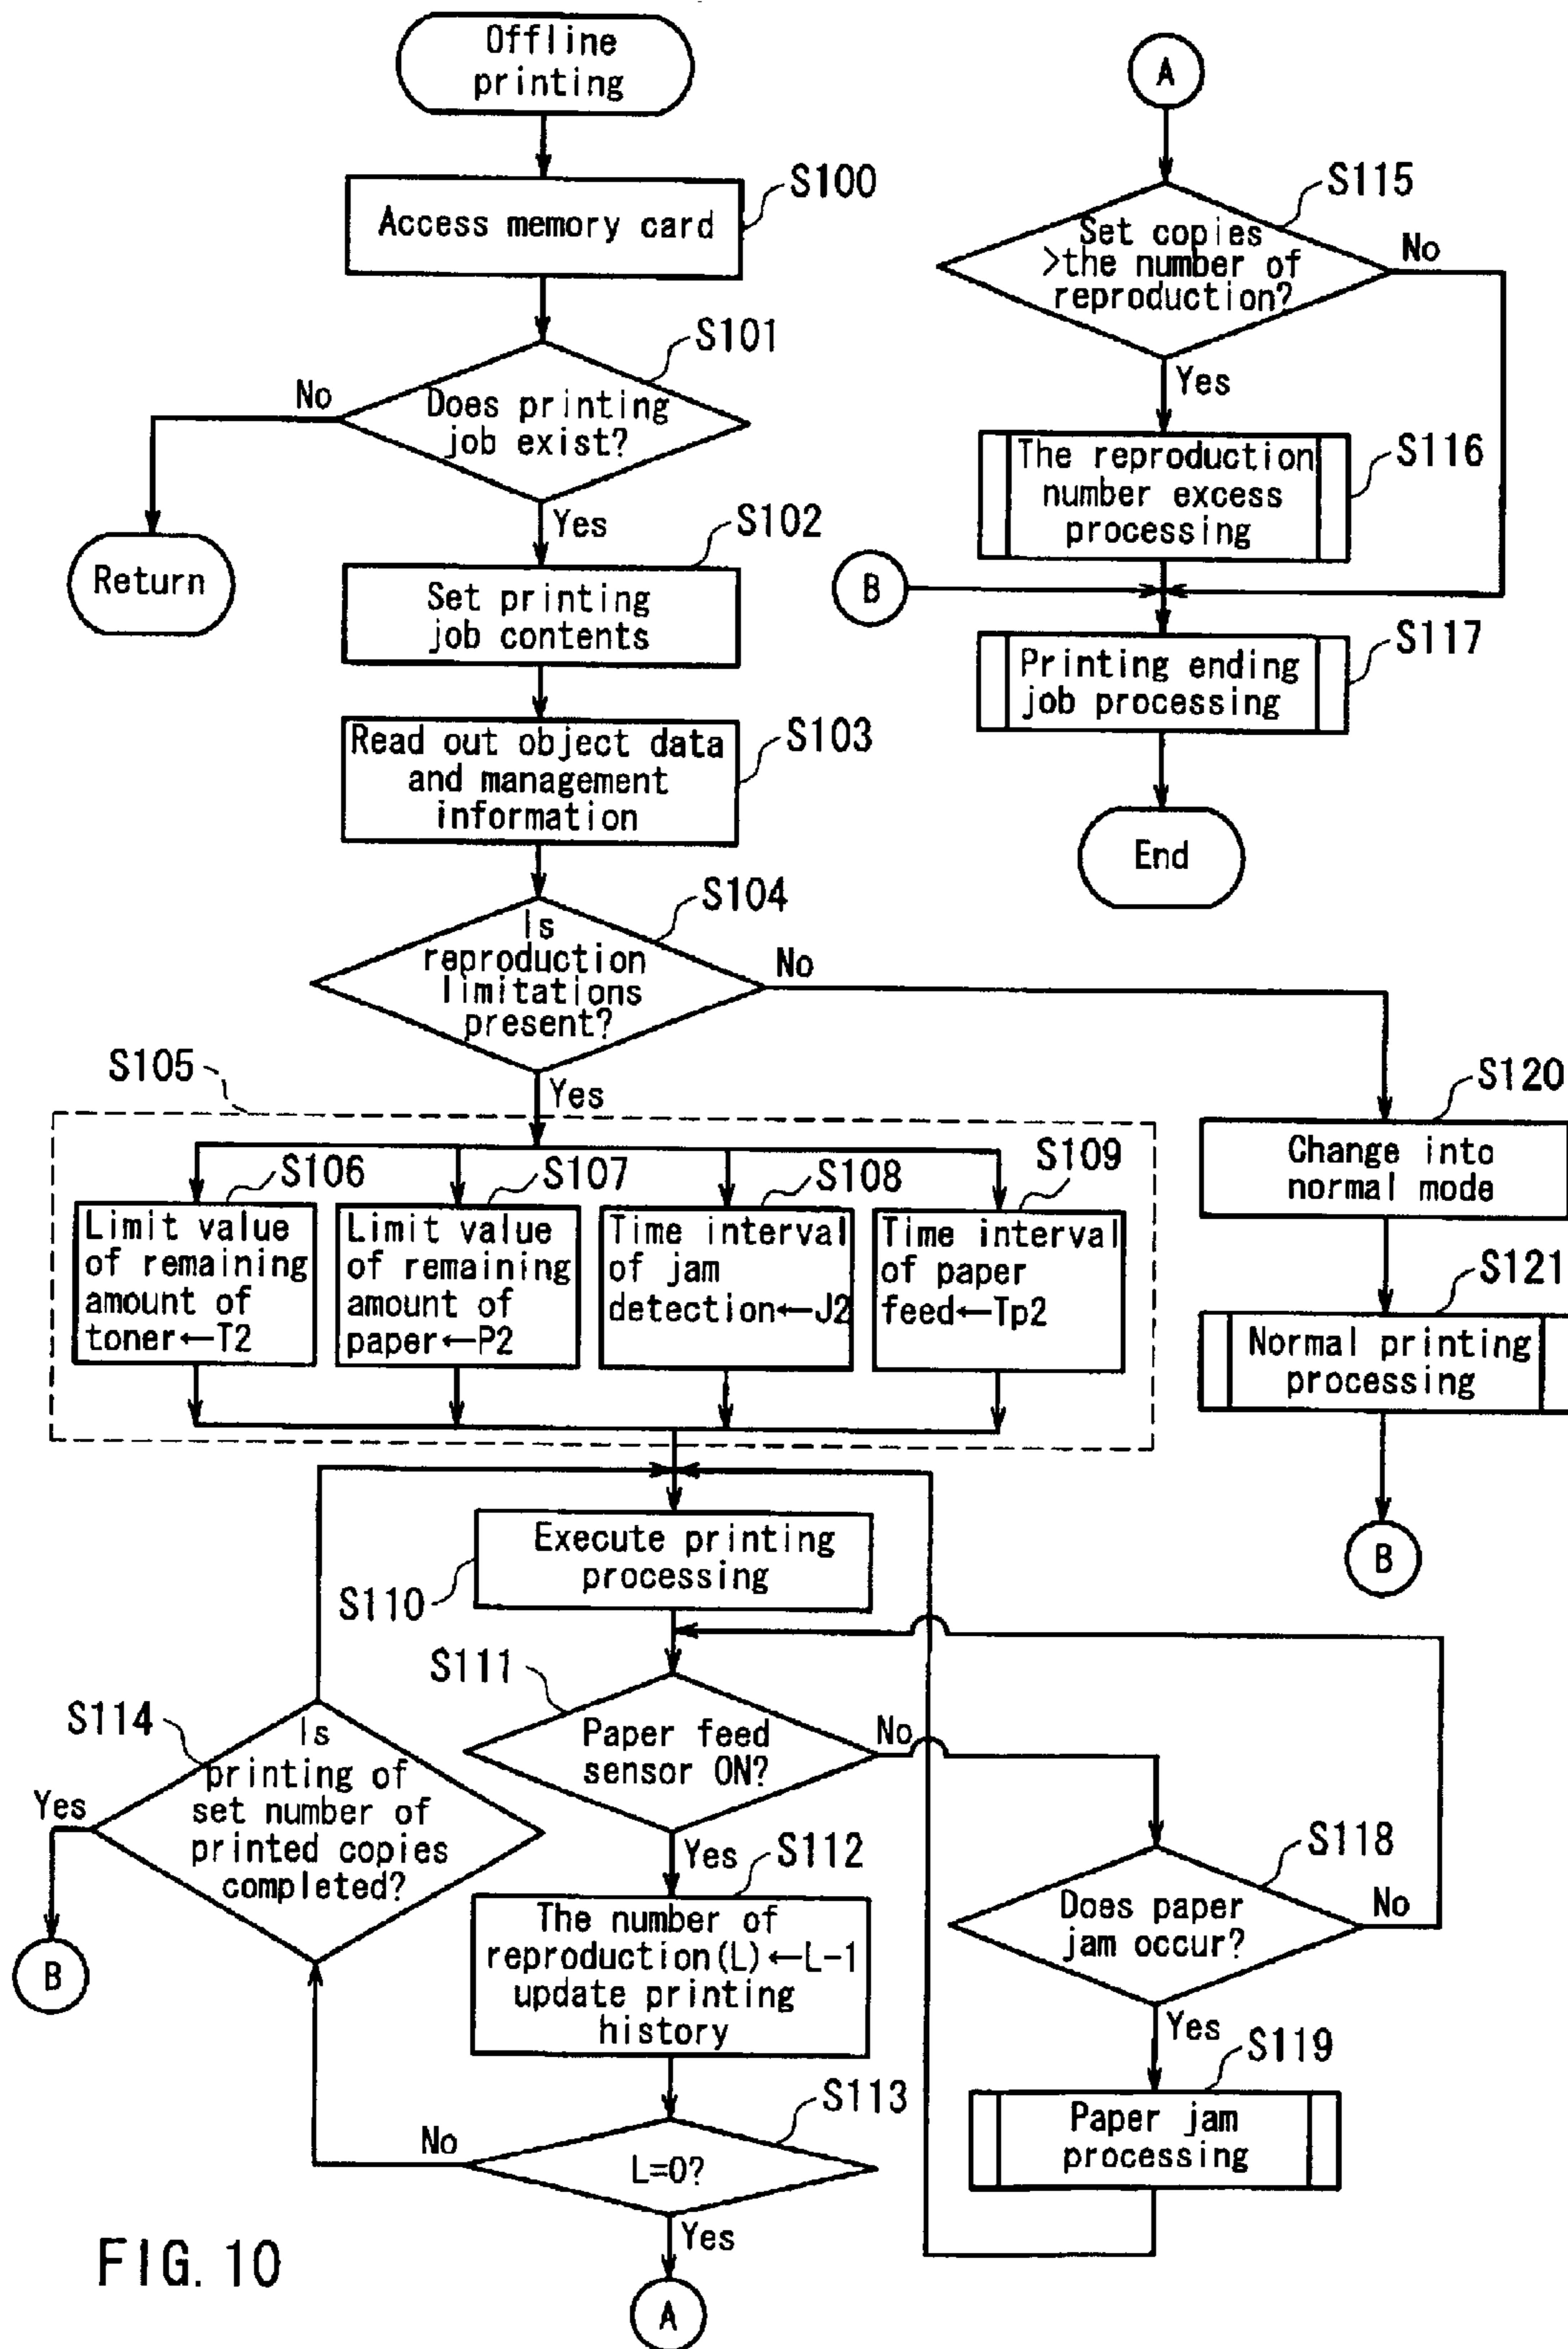 Offline
printing
S100
Access memory card
S101
Does printing
job exist?
No
Yes
Return
S102
Set printing
job contents
S103
Read out object data
and management
information
S104
Is
reproduction
limitations
present?
No
Yes
S105
S106
Limit value
of remaining
amount of
toner←T2
S107
Limit value
of remaining
amount of
paper←P2
S108
Time interval
of jam
detection←J2
S109
Time interval
of paper
feed←Tp2
S110
Execute printing
processing
S111
Paper feed
sensor ON?
No
Yes
S112
The number of
reproduction(L)←L-1
update printing
history
S113
L=0?
No
Yes
A
S114
Is
printing of
set number of
printed copies
completed?
Yes
B
A
S115
Set copies
>the number of
reproduction?
No
Yes
S116
The reproduction
number excess
processing
B
S117
Printing ending
job processing
End
S120
Change into
normal mode
S121
Normal printing
processing
B
S118
Does paper
jam occur?
No
Yes
S119
Paper jam
processing
FIG. 10